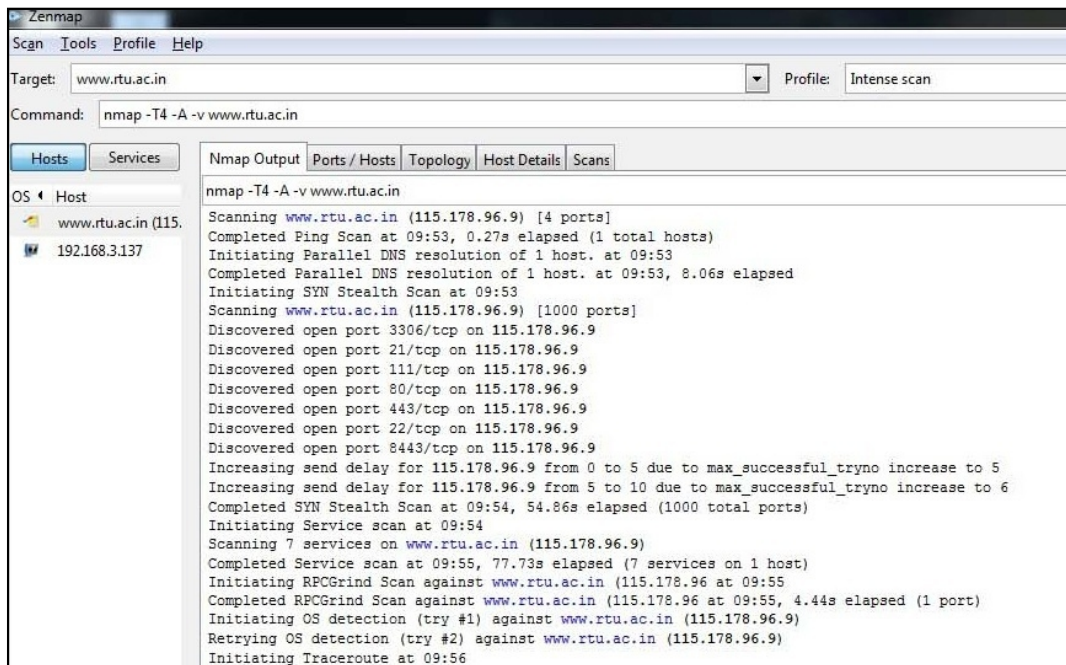 Zenmap
Scan Tools Profile Help
Target: www.rtu.ac.in Profile: Intense scan
Command: nmap -T4 -A -v www.rtu.ac.in
Hosts Services Nmap Output Ports / Hosts Topology Host Details Scans
OS Host
www.rtu.ac.in (115.
192.168.3.137
nmap -T4 -A -v www.rtu.ac.in
Scanning www.rtu.ac.in (115.178.96.9) [4 ports]
Completed Ping Scan at 09:53, 0.27s elapsed (1 total hosts)
Initiating Parallel DNS resolution of 1 host. at 09:53
Completed Parallel DNS resolution of 1 host. at 09:53, 8.06s elapsed
Initiating SYN Stealth Scan at 09:53
Scanning www.rtu.ac.in (115.178.96.9) [1000 ports]
Discovered open port 3306/tcp on 115.178.96.9
Discovered open port 21/tcp on 115.178.96.9
Discovered open port 111/tcp on 115.178.96.9
Discovered open port 80/tcp on 115.178.96.9
Discovered open port 443/tcp on 115.178.96.9
Discovered open port 22/tcp on 115.178.96.9
Discovered open port 8443/tcp on 115.178.96.9
Increasing send delay for 115.178.96.9 from 0 to 5 due to max_successful_tryno increase to 5
Increasing send delay for 115.178.96.9 from 5 to 10 due to max_successful_tryno increase to 6
Completed SYN Stealth Scan at 09:54, 54.86s elapsed (1000 total ports)
Initiating Service scan at 09:54
Scanning 7 services on www.rtu.ac.in (115.178.96.9)
Completed Service scan at 09:55, 77.73s elapsed (7 services on 1 host)
Initiating RPCGrind Scan against www.rtu.ac.in (115.178.96 at 09:55
Completed RPCGrind Scan against www.rtu.ac.in (115.178.96 at 09:55, 4.44s elapsed (1 port)
Initiating OS detection (try #1) against www.rtu.ac.in (115.178.96.9)
Retrying OS detection (try #2) against www.rtu.ac.in (115.178.96.9)
Initiating Traceroute at 09:56